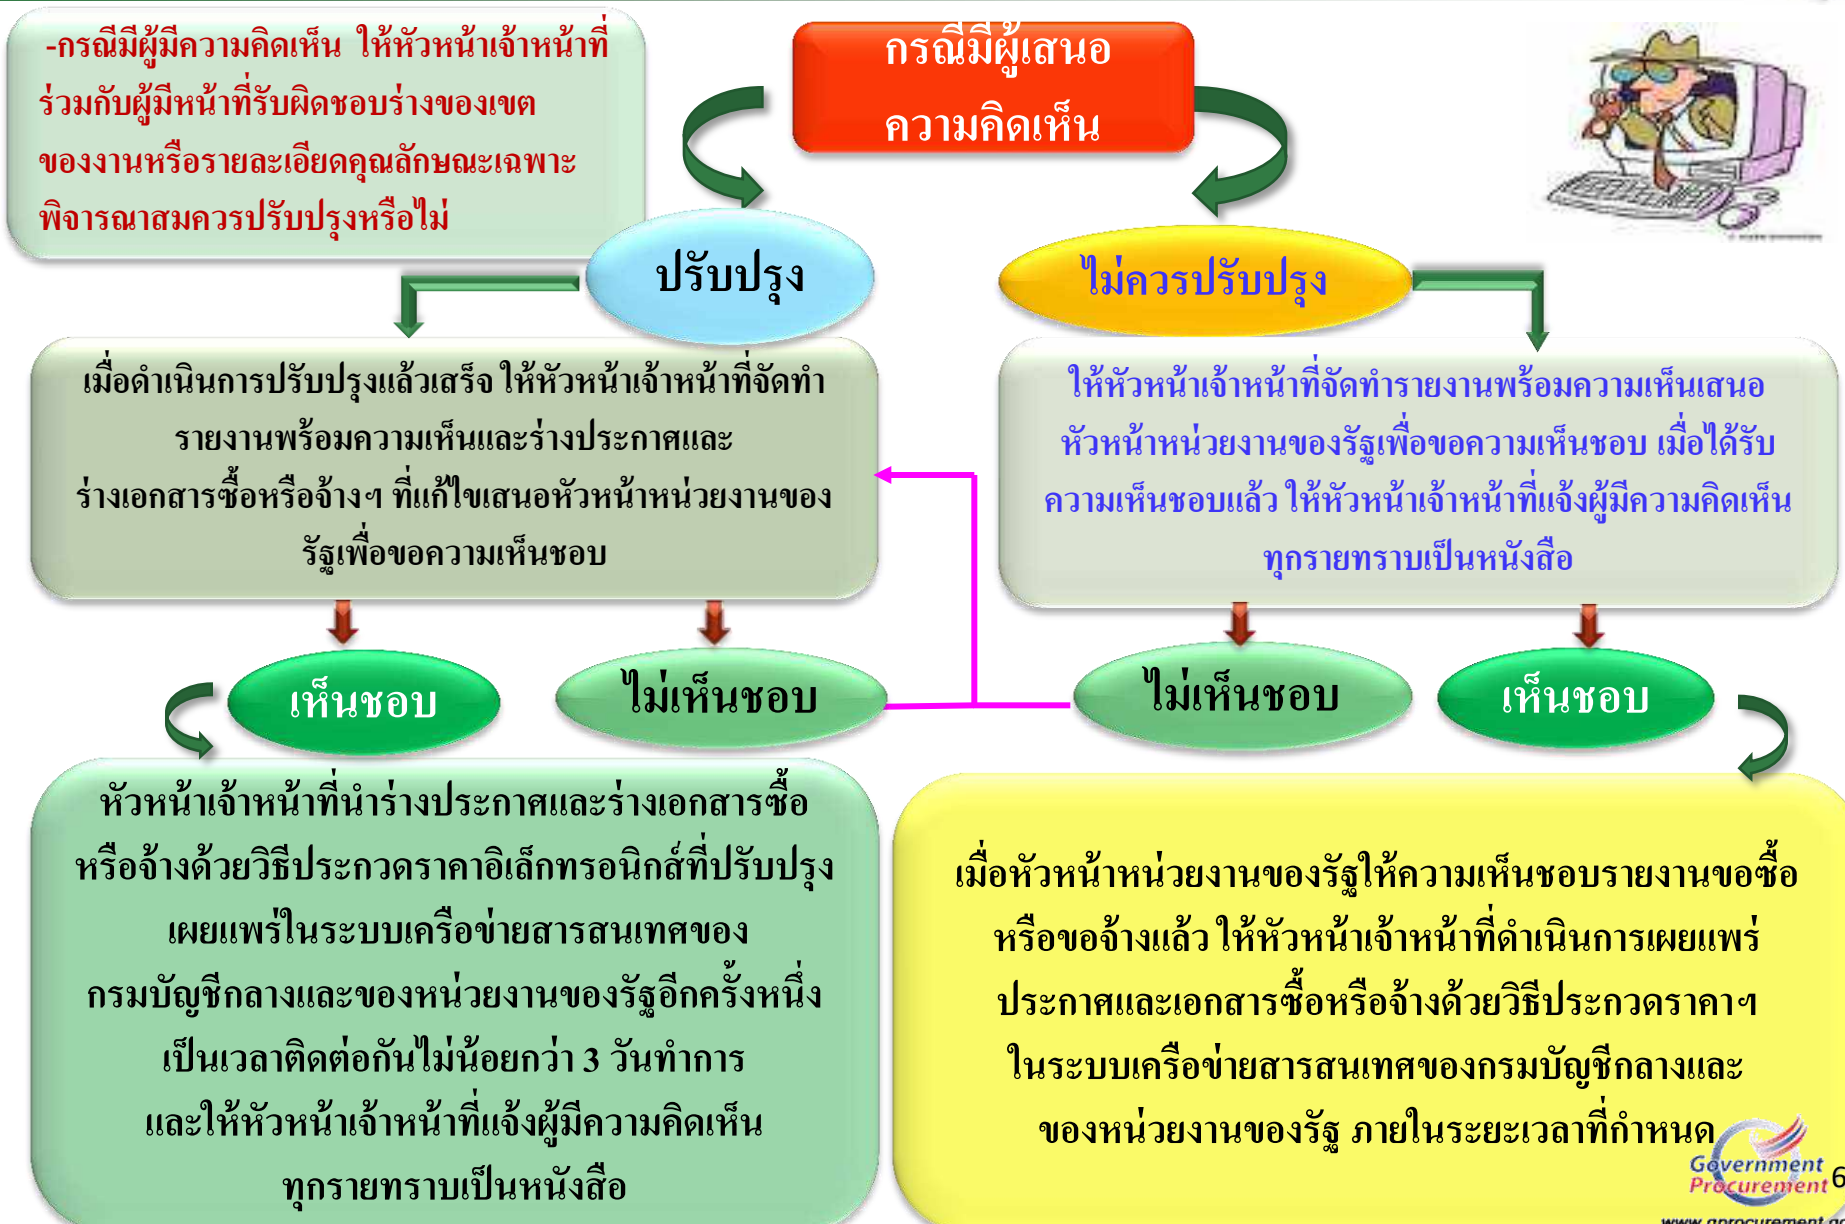 -กรณีมีผู้มีความคิดเห็น ให้หัวหน้าเจ้าหน้าที่
ร่วมกับผู้มีหน้าที่รับผิดชอบร่างของเขต
ของงานหรือรายละเอียดคุณลักษณะเฉพาะ
พิจารณาสมควรปรับปรุงหรือไม่
กรณีมีผู้เสนอ
ความคิดเห็น
ปรับปรุง
ไม่ควรปรับปรุง
เมื่อดำเนินการปรับปรุงแล้วเสร็จ ให้หัวหน้าเจ้าหน้าที่จัดทำ
รายงานพร้อมความเห็นและร่างประกาศและ
ร่างเอกสารซื้อหรือจ้างฯ ที่แก้ไขเสนอหัวหน้าหน่วยงานของ
รัฐเพื่อขอความเห็นชอบ
ให้หัวหน้าเจ้าหน้าที่จัดทำรายงานพร้อมความเห็นเสนอ
หัวหน้าหน่วยงานของรัฐเพื่อขอความเห็นชอบ เมื่อได้รับ
ความเห็นชอบแล้ว ให้หัวหน้าเจ้าหน้าที่แจ้งผู้มีความคิดเห็น
ทุกรายทราบเป็นหนังสือ
เห็นชอบ
ไม่เห็นชอบ
ไม่เห็นชอบ
เห็นชอบ
หัวหน้าเจ้าหน้าที่นำร่างประกาศและร่างเอกสารซื้อ
หรือจ้างด้วยวิธีประกวดราคาอิเล็กทรอนิกส์ที่ปรับปรุง
เผยแพร่ในระบบเครือข่ายสารสนเทศของ
กรมบัญชีกลางและของหน่วยงานของรัฐอีกครั้งหนึ่ง
เป็นเวลาติดต่อกันไม่น้อยกว่า 3 วันทำการ
และให้หัวหน้าเจ้าหน้าที่แจ้งผู้มีความคิดเห็น
ทุกรายทราบเป็นหนังสือ
เมื่อหัวหน้าหน่วยงานของรัฐให้ความเห็นชอบรายงานขอซื้อ
หรือขอจ้างแล้ว ให้หัวหน้าเจ้าหน้าที่ดำเนินการเผยแพร่
ประกาศและเอกสารซื้อหรือจ้างด้วยวิธีประกวดราคาฯ
ในระบบเครือข่ายสารสนเทศของกรมบัญชีกลางและ
ของหน่วยงานของรัฐ ภายในระยะเวลาที่กำหนด
Government
Procurement 6